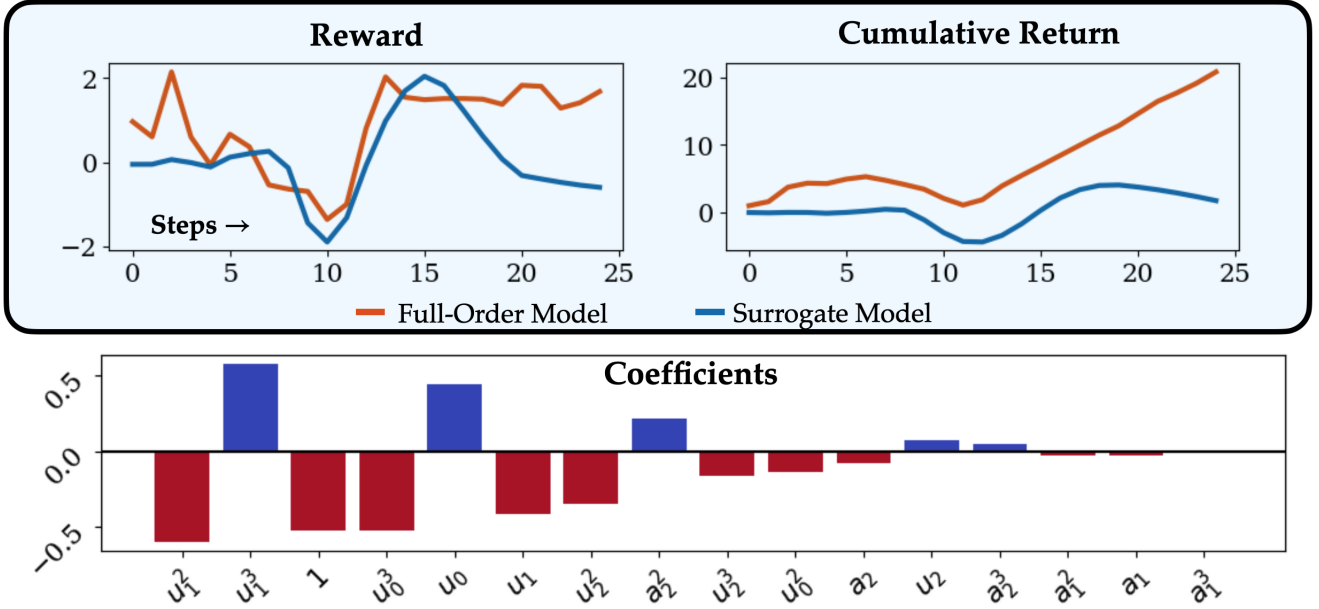 Reward
Cumulative Return
2
0
−2
Steps →
0 5 10 15 20 25
20
10
0
0 5 10 15 20 25
Full-Order Model
Surrogate Model
Coefficients
0.5
0.0
−0.5
u₁² u₁³ 1 u₀³ u₀ u₁ u₂² a₂² u₂³ u₀² a₂ u₂ a₂³ a₁² a₁ a₁³